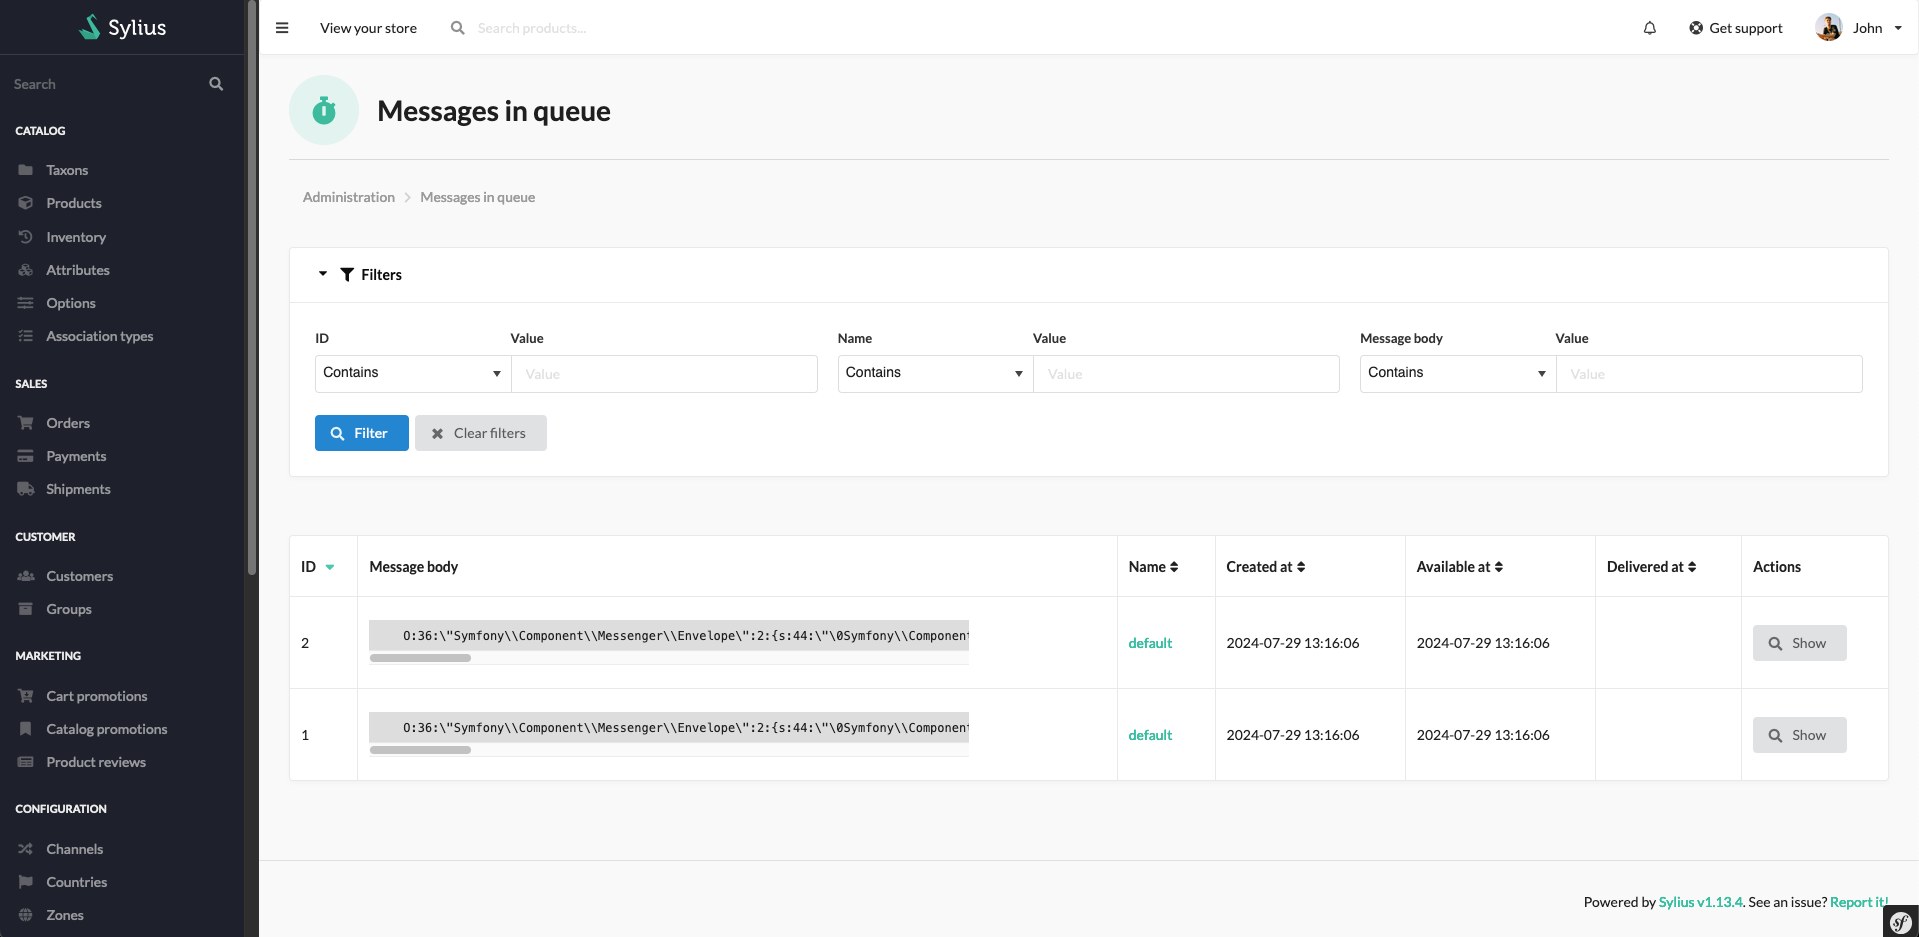 Sylius
View your store
Search products...
Get support
John
Search
CATALOG
Taxons
Products
Inventory
Attributes
Options
Association types
SALES
Orders
Payments
Shipments
CUSTOMER
Customers
Groups
MARKETING
Cart promotions
Catalog promotions
Product reviews
CONFIGURATION
Channels
Countries
Zones
Messages in queue
Administration > Messages in queue
Filters
ID Value Name Value Message body Value
Contains Value Contains Value Contains Value
Filter Clear filters
ID Message body Name Created at Available at Delivered at Actions
2 O:36:\"Symfony\\Component\\Messenger\\Envelope\":2:{s:44:\"\0Symfony\\Component default 2024-07-29 13:16:06 2024-07-29 13:16:06 Show
1 O:36:\"Symfony\\Component\\Messenger\\Envelope\":2:{s:44:\"\0Symfony\\Component default 2024-07-29 13:16:06 2024-07-29 13:16:06 Show
Powered by Sylius v1.13.4. See an issue? Report it!
sf